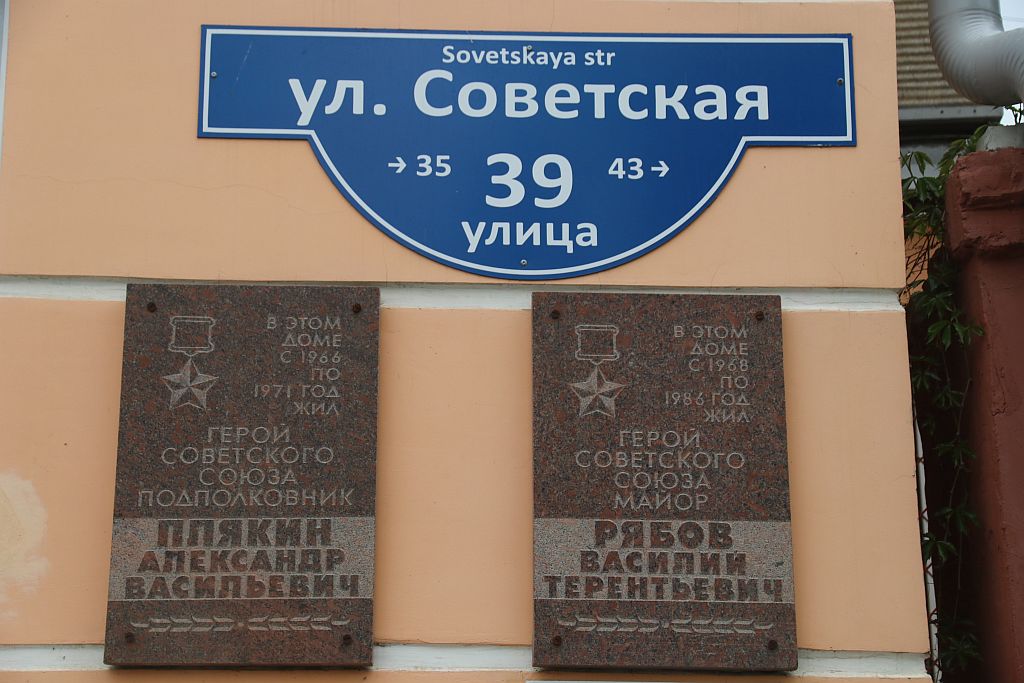 Sovetskaya str
ул. Советская
→ 35 39 43 →
улица
В ЭТОМ
ДОМЕ
С 1966
ПО
1971 ГОД
ЖИЛ
ГЕРОЙ
СОВЕТСКОГО
СОЮЗА
ПОДПОЛКОВНИК
ПЛЯКИН
АЛЕКСАНДР
ВАСИЛЬЕВИЧ
В ЭТОМ
ДОМЕ
С 1968
ПО
1986 ГОД
ЖИЛ
ГЕРОЙ
СОВЕТСКОГО
СОЮЗА
МАЙОР
РЯБОВ
ВАСИЛИЙ
ТЕРЕНТЬЕВИЧ